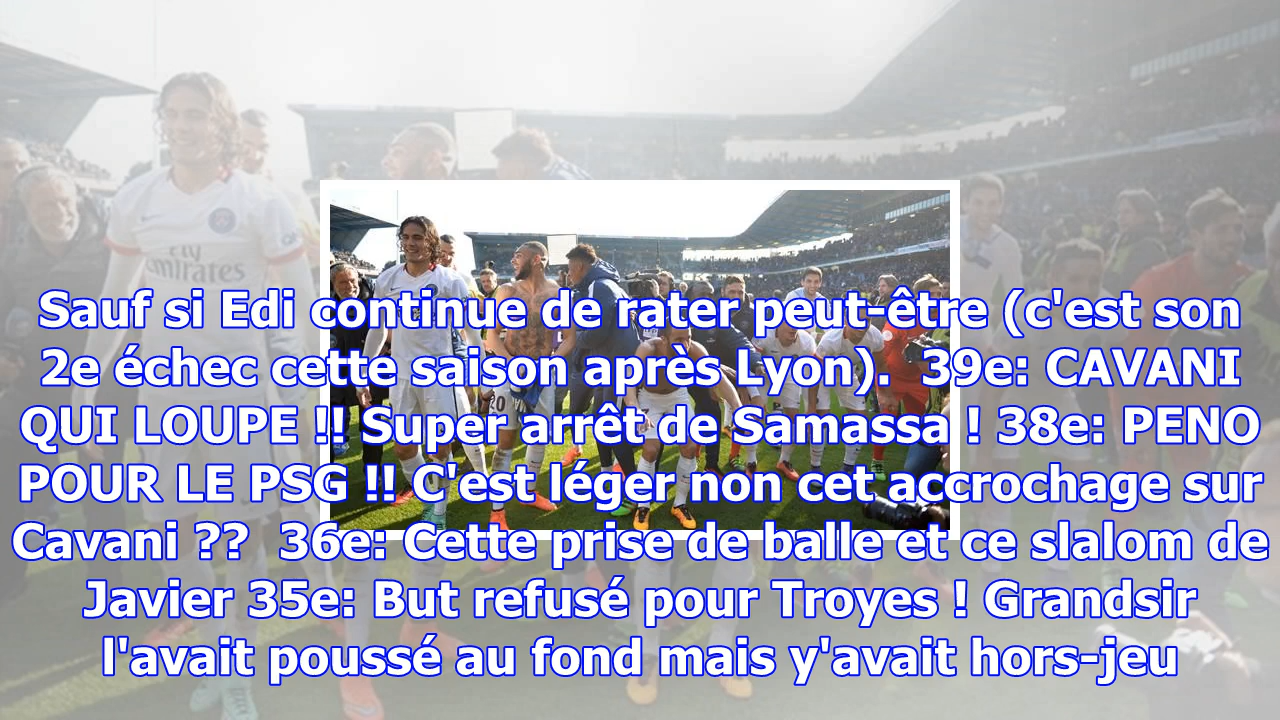 Sauf si Edi continue de rater peut-être (c'est son
2e échec cette saison après Lyon).  39e: CAVANI
QUI LOUPE !! Super arrêt de Samassa ! 38e: PENO
POUR LE PSG !! C'est léger non cet accrochage sur
Cavani ??  36e: Cette prise de balle et ce slalom de
Javier 35e: But refusé pour Troyes ! Grandsir
l'avait poussé au fond mais y'avait hors-jeu
Fly
Emirates
20